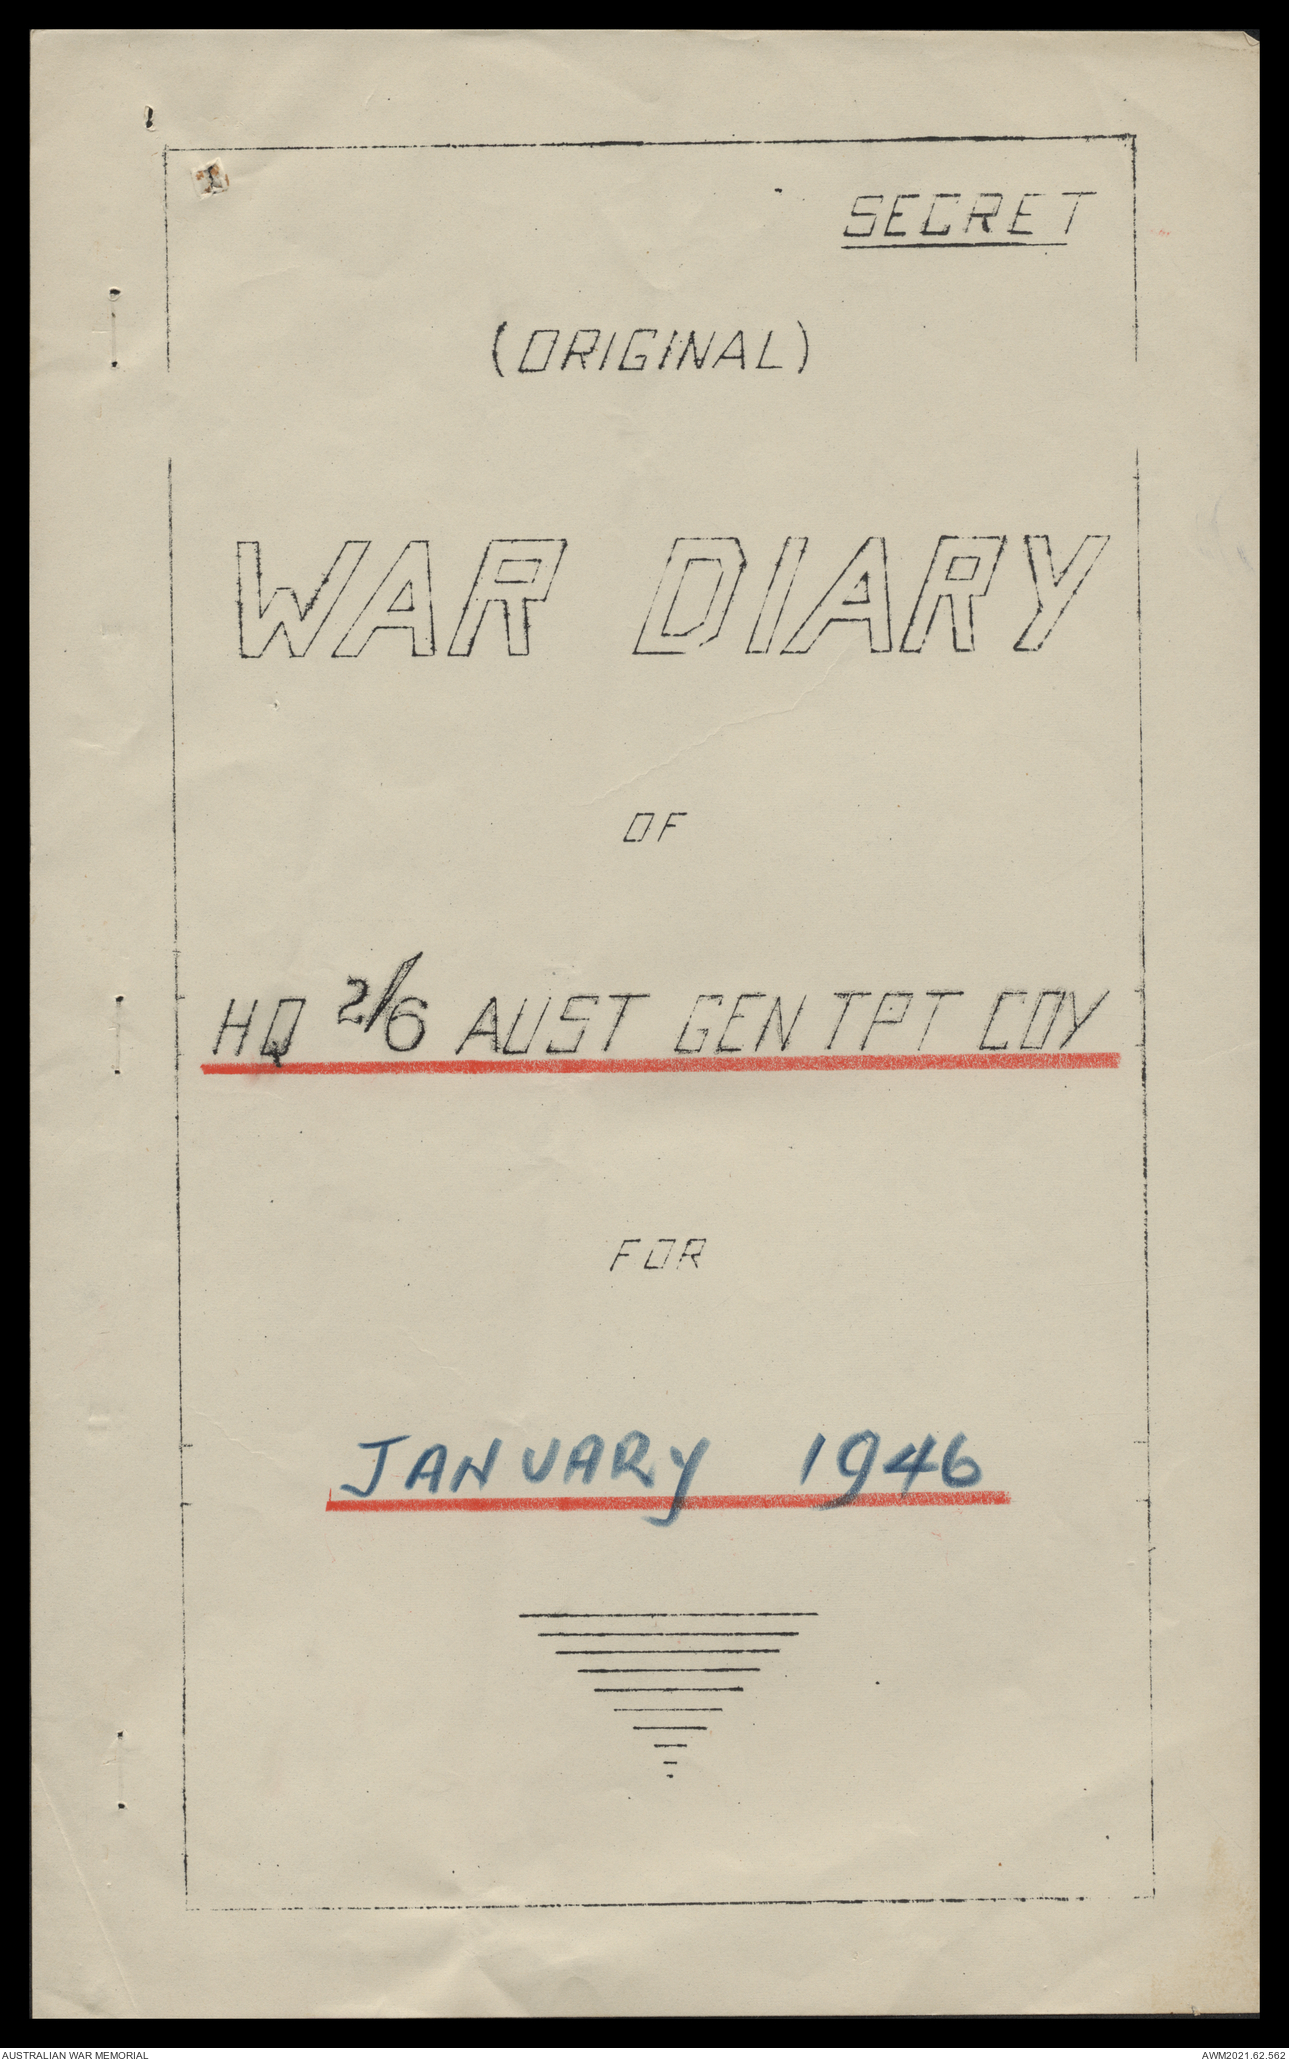 SECRET
(ORIGINAL)
WAR DIARY
OF
HQ 2/6 AUST GEN TPT COY
FOR
JANUARY 1946
AUSTRALIAN WAR MEMORIAL
AWM2021.62.562